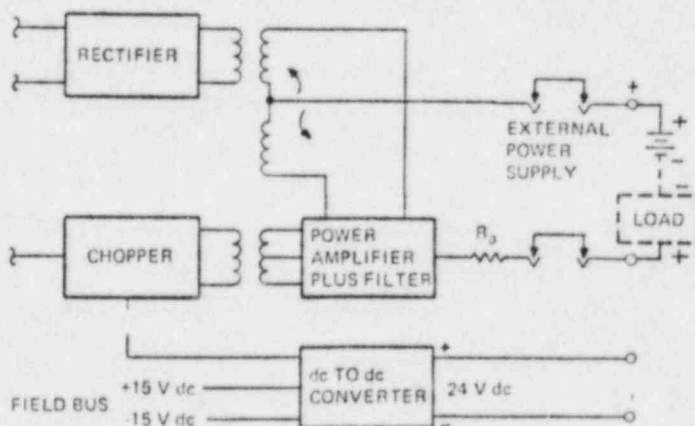 RECTIFIER
+
EXTERNAL
POWER
SUPPLY
+
-
-
LOAD
+
CHOPPER
POWER
AMPLIFIER
PLUS FILTER
dc TO dc
CONVERTER
+
24 V dc
-
FIELD BUS
+15 V dc
-15 V dc